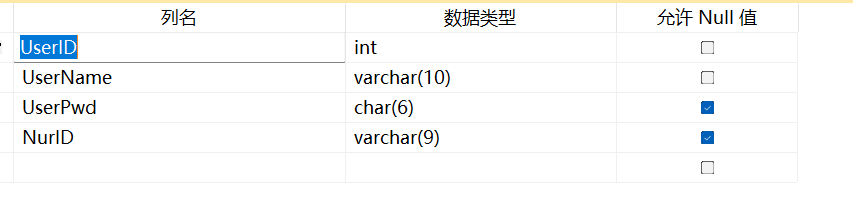 列名 数据类型 允许 Null 值
UserID int
UserName varchar(10)
UserPwd char(6)
NurID varchar(9)